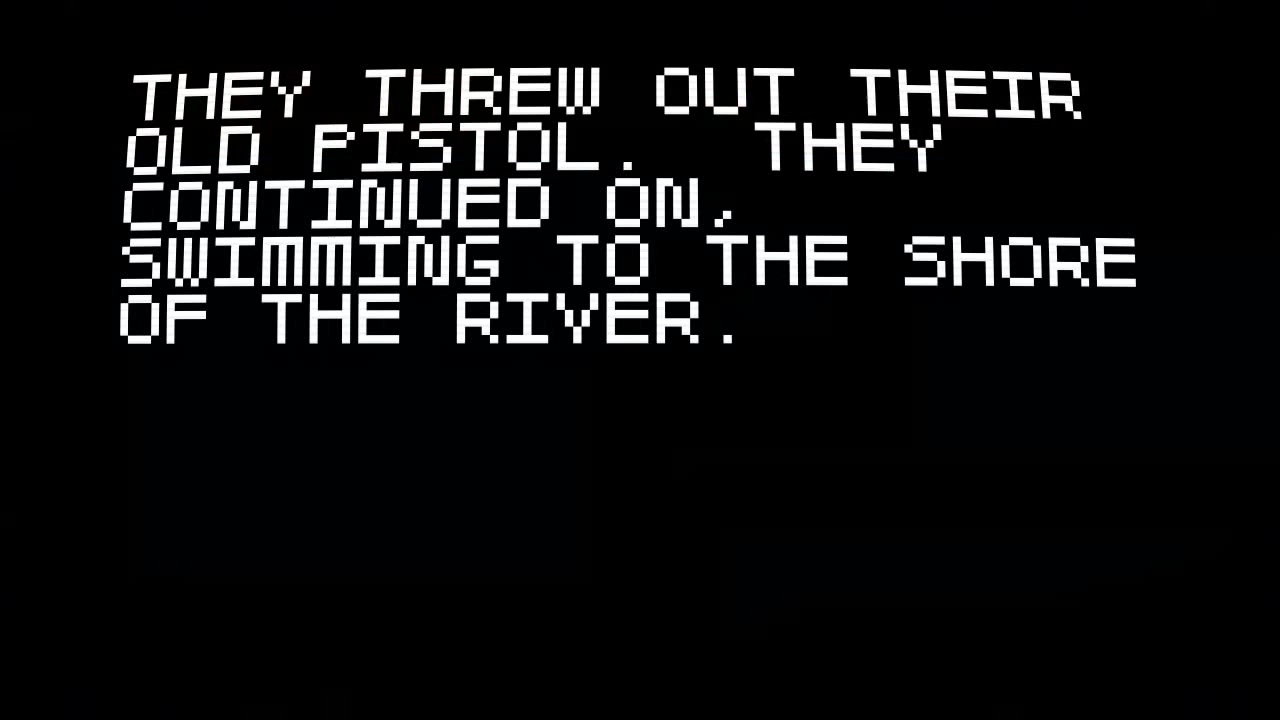 THEY THREW OUT THEIR
OLD PISTOL. THEY
CONTINUED ON,
SWIMMING TO THE SHORE
OF THE RIVER.